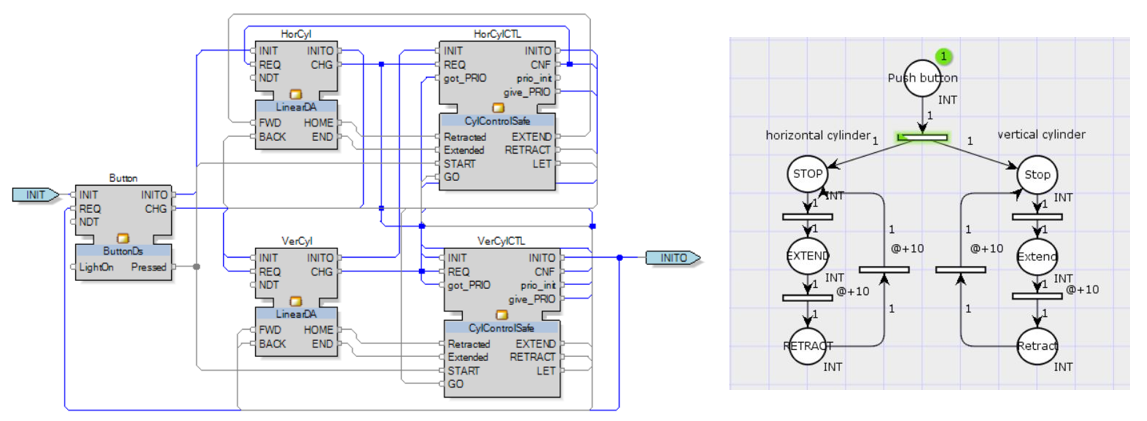 HorCyl
INIT INITO
REQ CHG
NDT
LinearDA
FWD HOME
BACK END
HorCylCTL
INIT INITO
REQ CNF
got_PRIO prio_init
give_PRIO
CylControlSafe
Retracted EXTEND
Extended RETRACT
START LET
GO
INIT
Button
INIT INITO
REQ CHG
NDT
ButtonDs
LightOn Pressed
VerCyl
INIT INITO
REQ CHG
NDT
LinearDA
FWD HOME
BACK END
VerCylCTL
INIT INITO
REQ CNF
got_PRIO prio_init
give_PRIO
CylControlSafe
Retracted EXTEND
Extended RETRACT
START LET
GO
INITO
1
Push button
INT
1
horizontal cylinder 1 1 vertical cylinder
STOP Stop
INT INT
1 1
1 1
@+10 @+10
EXTEND Extend
INT INT
1 @+10 1 @+10
1 1 1 1
RETRACT Retract
INT INT